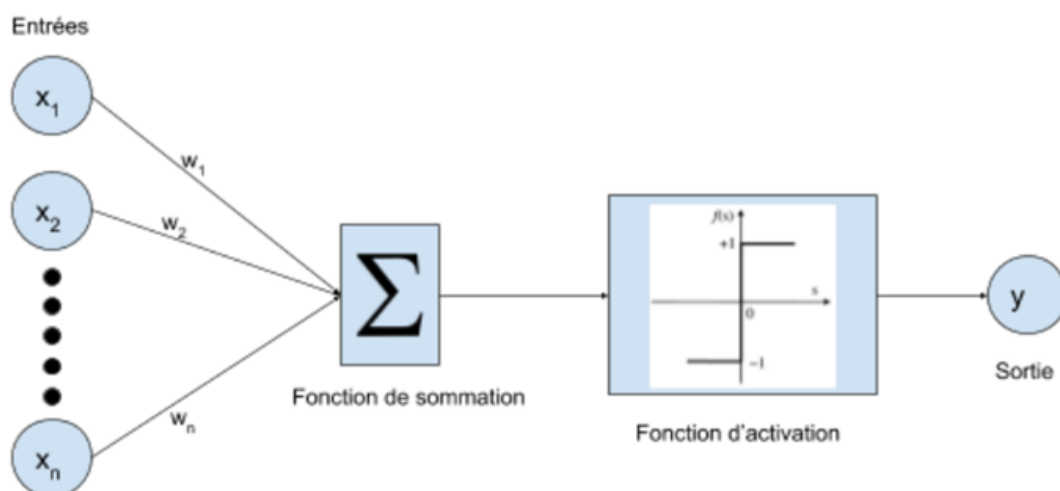 Entrées
x₁
w₁
x₂
w₂
f(s)
+1
s
0
−1
∑
y
Sortie
Fonction de sommation
wₙ
Fonction d'activation
xₙ